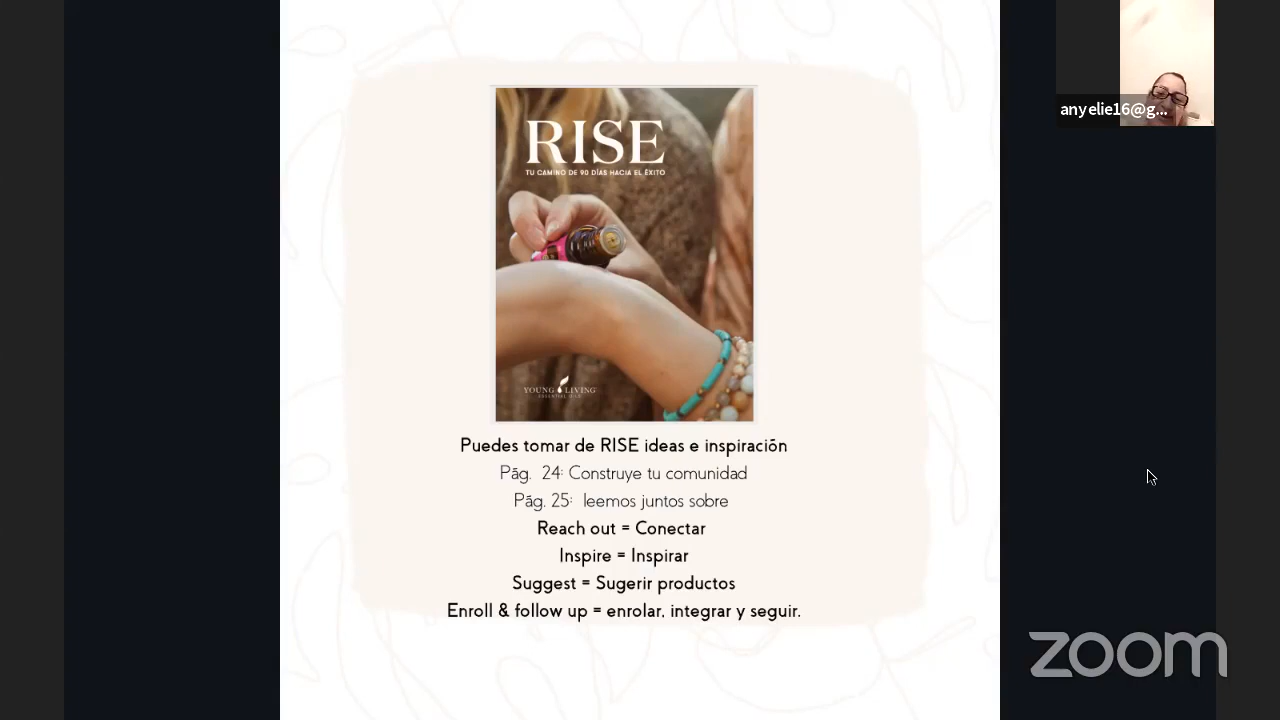 RISE
TU CAMINO DE 90 DÍAS HACIA EL ÉXITO
YOUNG LIVING
ESSENTIAL OILS
Puedes tomar de RISE ideas e inspiración
Pág. 24: Construye tu comunidad
Pág. 25: leemos juntos sobre
Reach out = Conectar
Inspire = Inspirar
Suggest = Sugerir productos
Enroll & follow up = enrolar, integrar y seguir.
anyelie16@g...
zoom